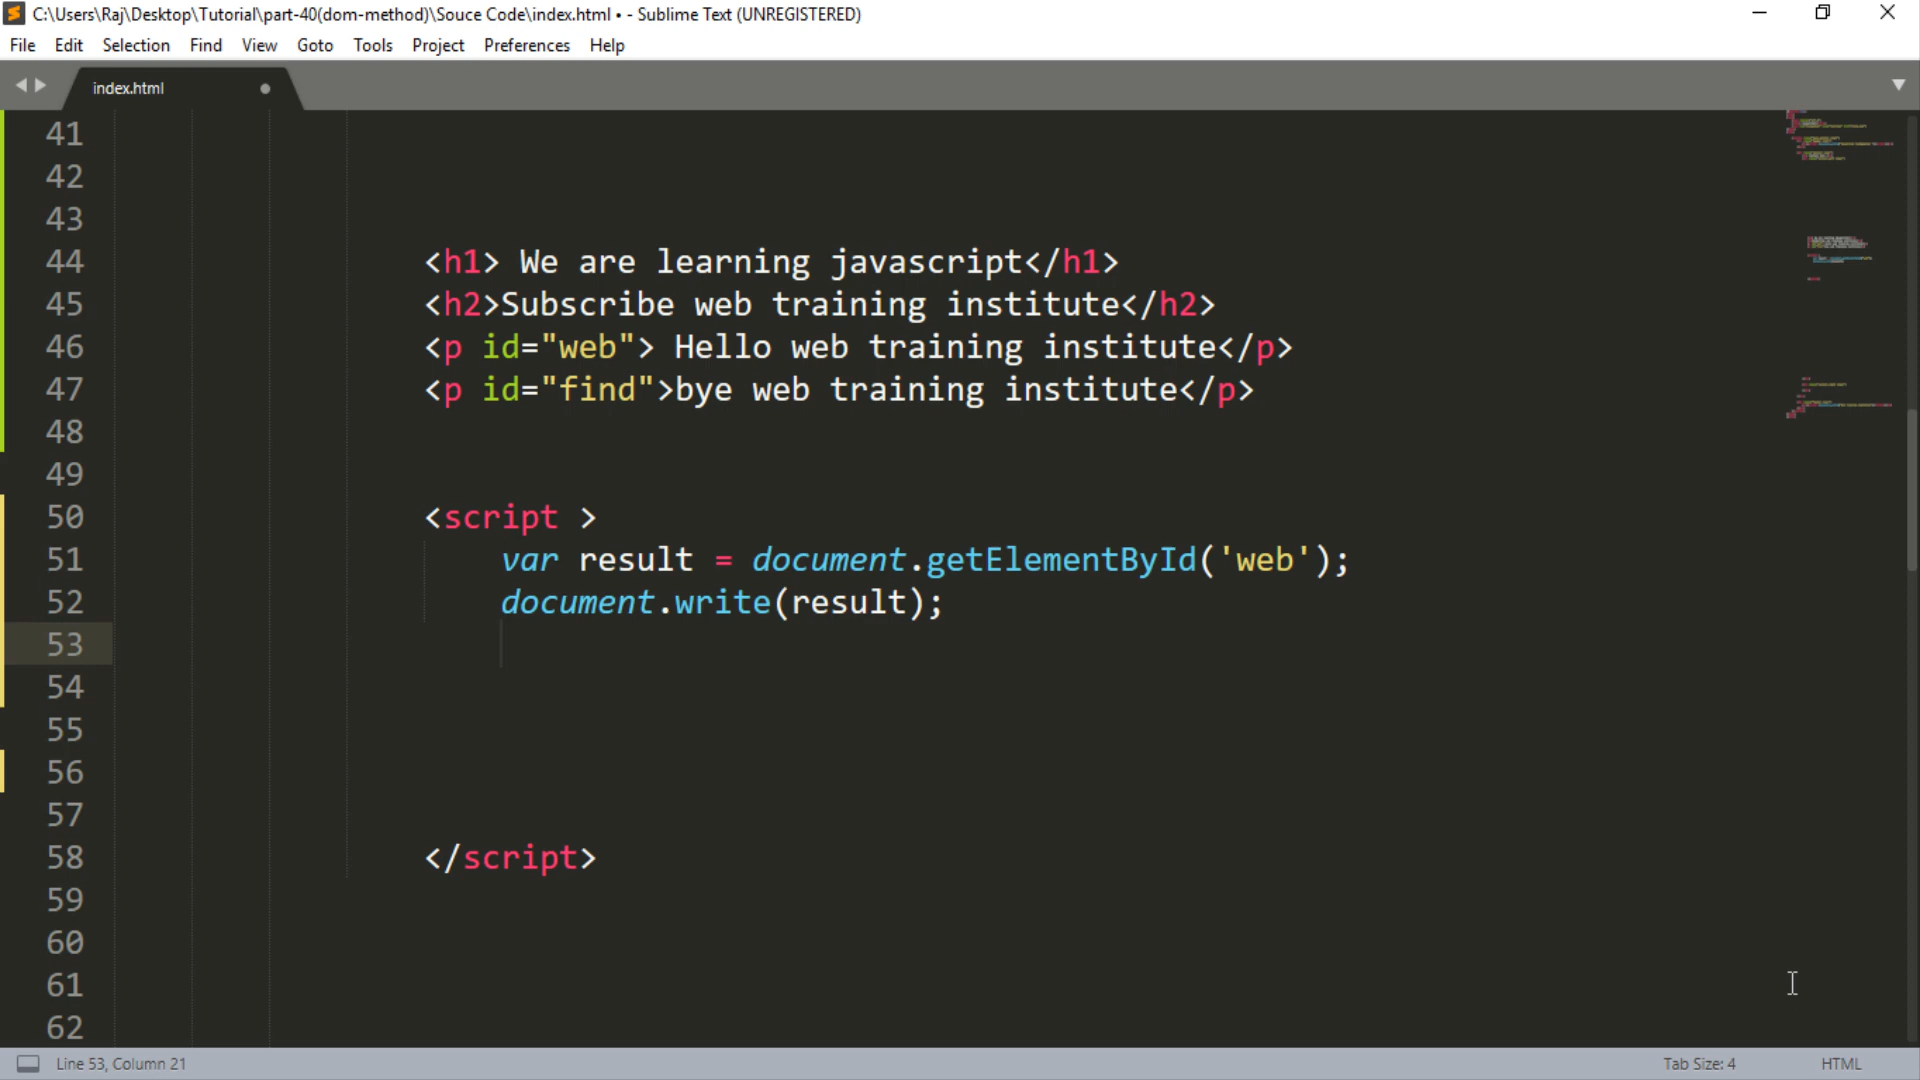 C:\Users\Raj\Desktop\Tutorial\part-40(dom-method)\Souce Code\index.html • - Sublime Text (UNREGISTERED)
File Edit Selection Find View Goto Tools Project Preferences Help
index.html
41
42
43
44 <h1> We are learning javascript</h1>
45 <h2>Subscribe web training institute</h2>
46 <p id="web"> Hello web training institute</p>
47 <p id="find">bye web training institute</p>
48
49
50 <script >
51 var result = document.getElementById('web');
52 document.write(result);
53
54
55
56
57
58 </script>
59
60
61
62
Line 53, Column 21 Tab Size: 4 HTML